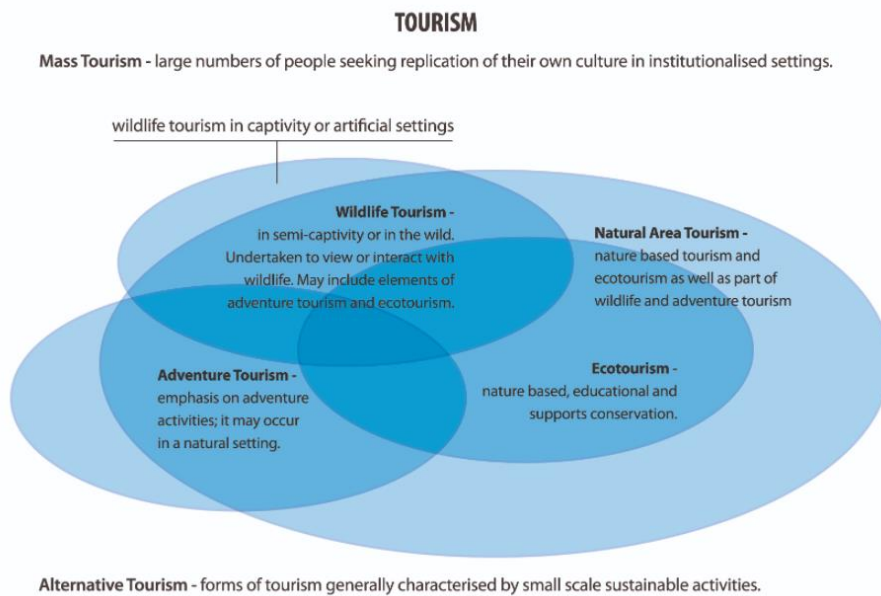 TOURISM
Mass Tourism - large numbers of people seeking replication of their own culture in institutionalised settings.
wildlife tourism in captivity or artificial settings
Wildlife Tourism -
in semi-captivity or in the wild.
Undertaken to view or interact with
wildlife. May include elements of
adventure tourism and ecotourism.
Natural Area Tourism -
nature based tourism and
ecotourism as well as part of
wildlife and adventure tourism
Adventure Tourism -
emphasis on adventure
activities; it may occur
in a natural setting.
Ecotourism -
nature based, educational and
supports conservation.
Alternative Tourism - forms of tourism generally characterised by small scale sustainable activities.